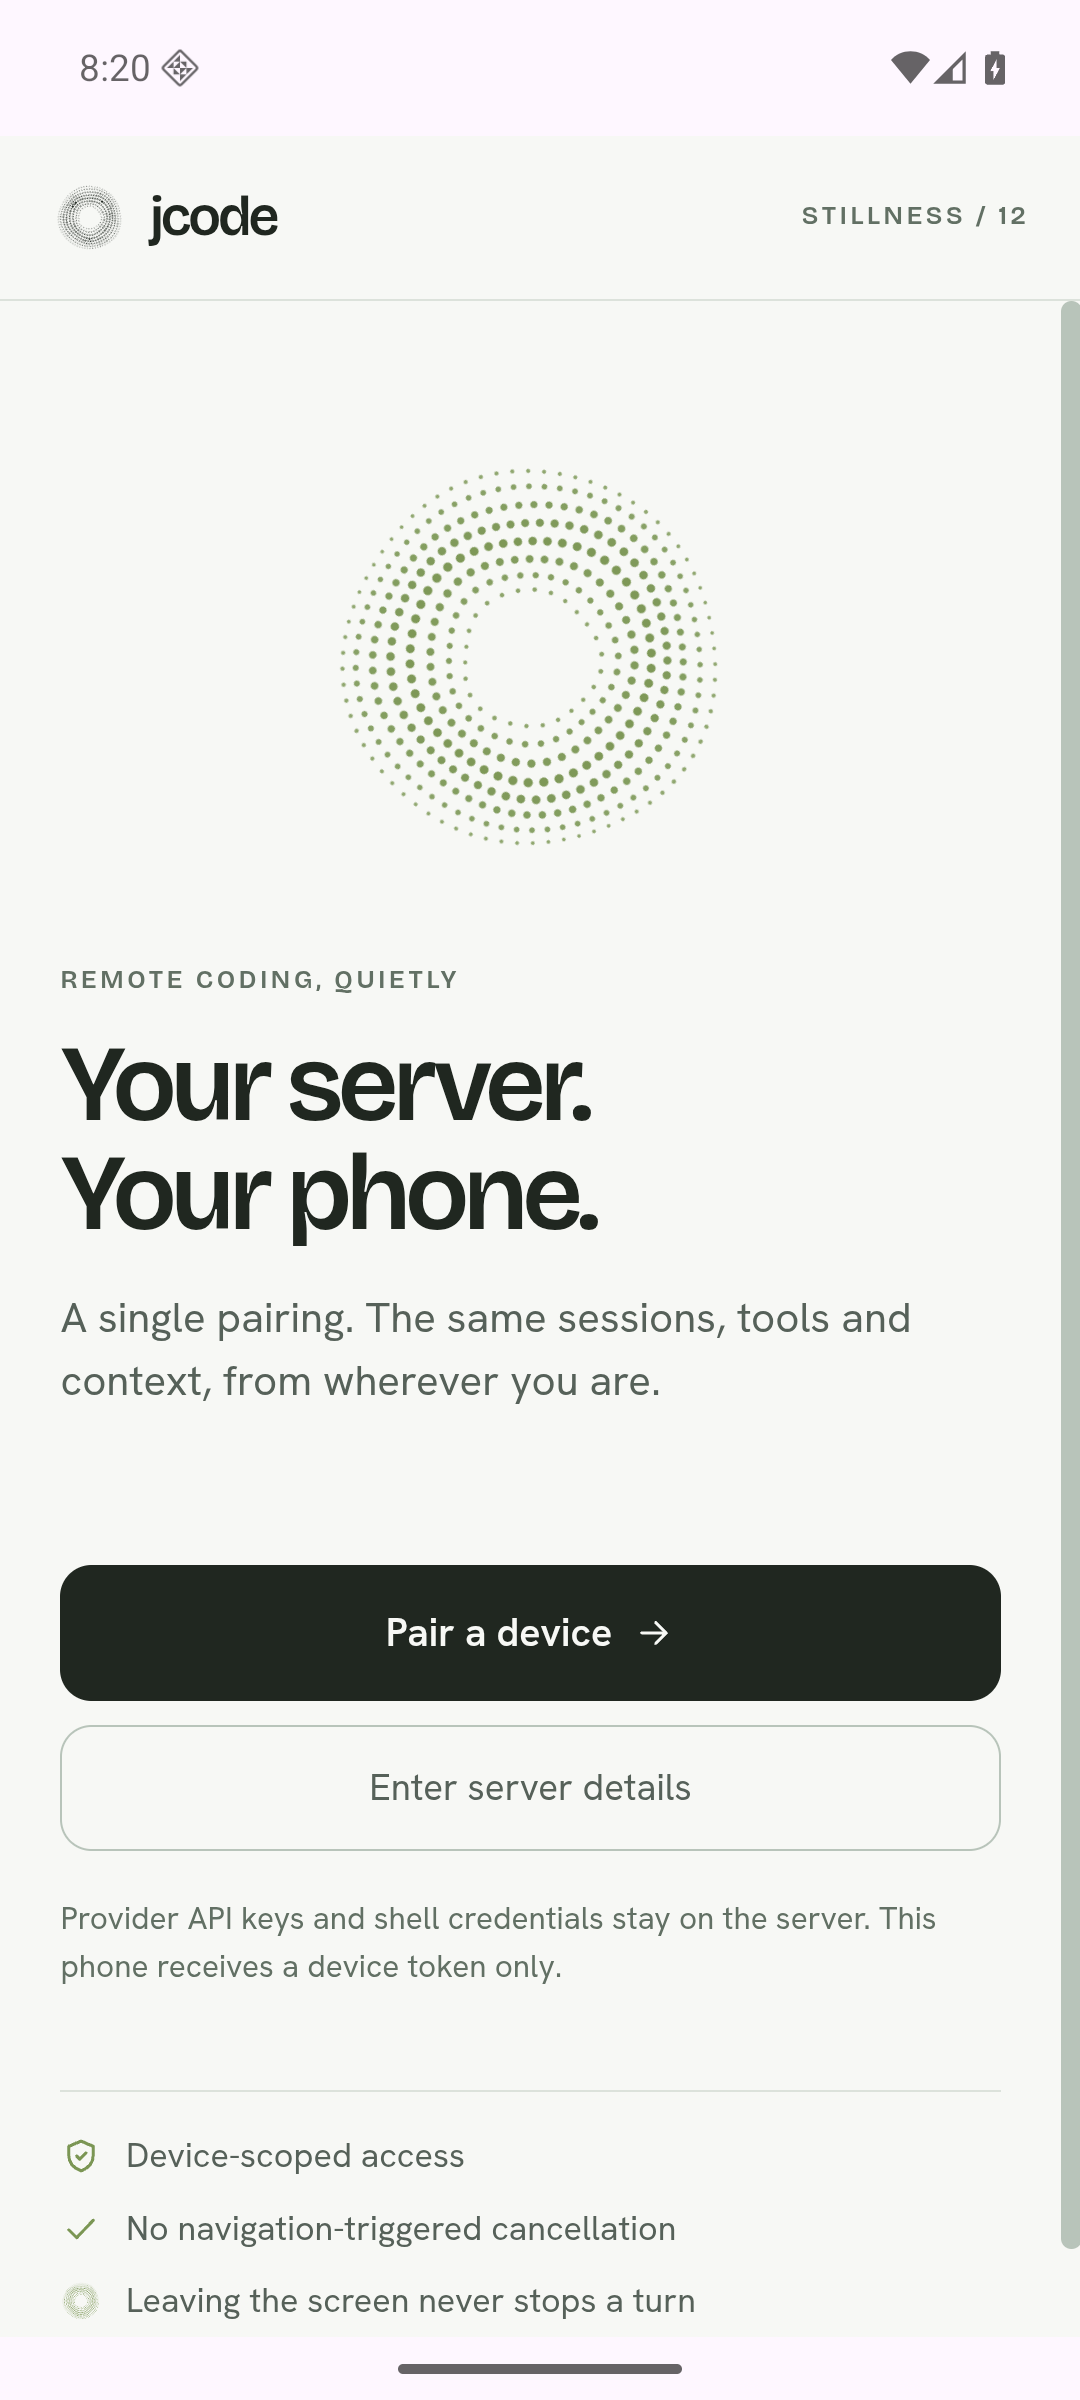 8:20
jcode
STILLNESS / 12
REMOTE CODING, QUIETLY
Your server.
Your phone.
A single pairing. The same sessions, tools and
context, from wherever you are.
Pair a device →
Enter server details
Provider API keys and shell credentials stay on the server. This
phone receives a device token only.
Device-scoped access
No navigation-triggered cancellation
Leaving the screen never stops a turn